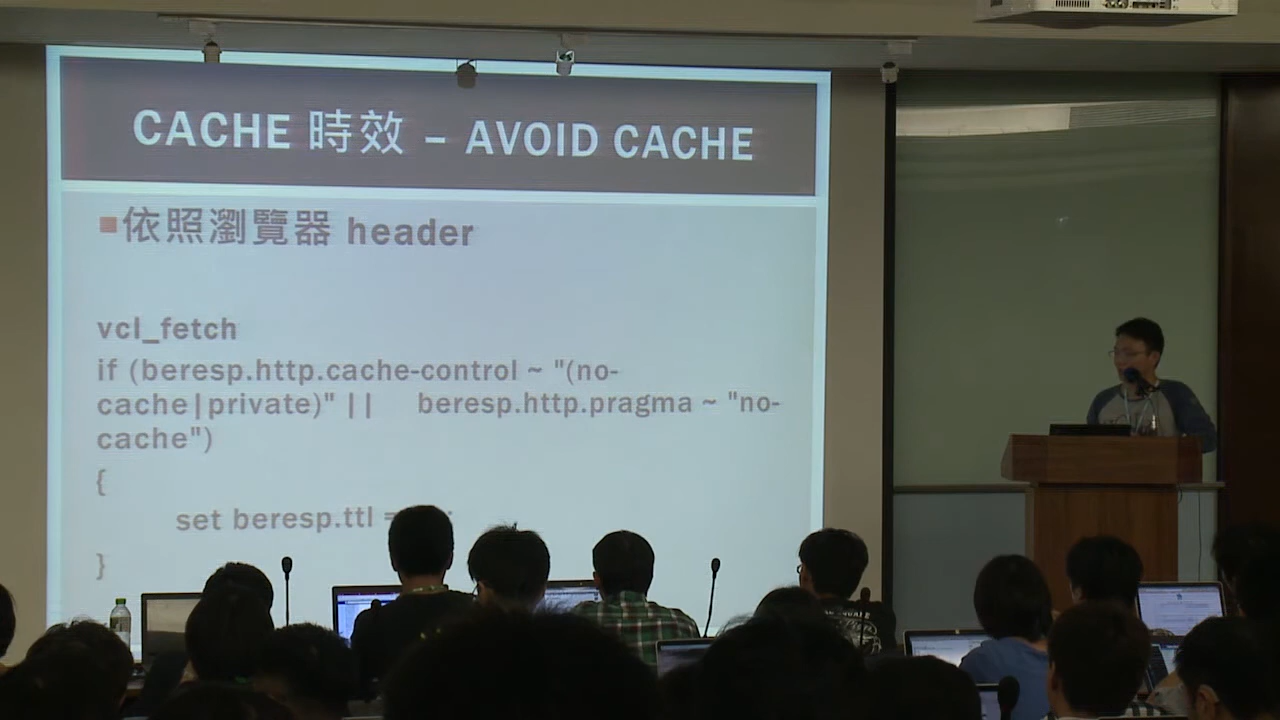 CACHE 時效 – AVOID CACHE
依照瀏覽器 header
vcl_fetch
if (beresp.http.cache-control ~ "(no-
cache|private)" || beresp.http.pragma ~ "no-
cache")
{
set beresp.ttl =
}